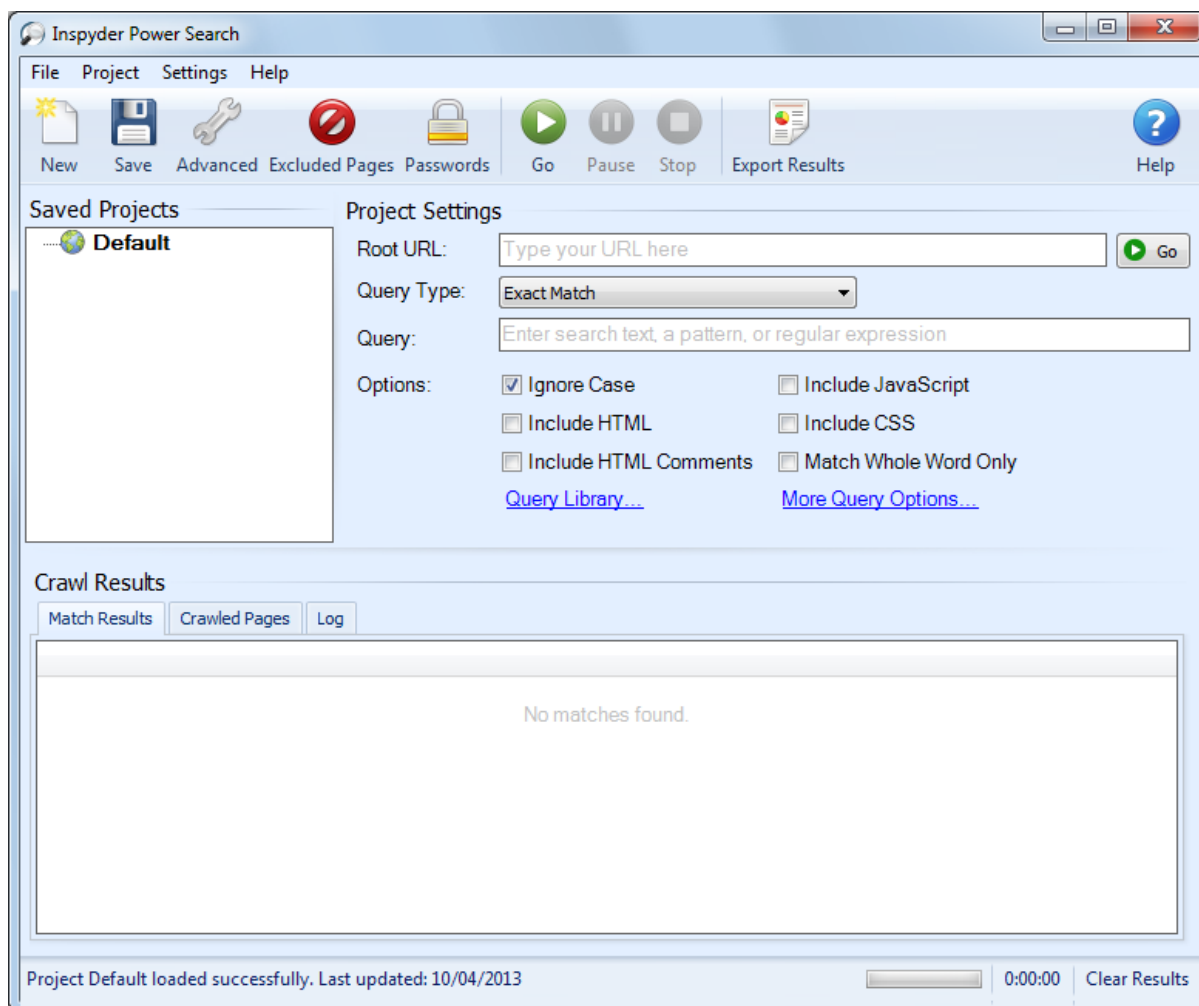 Inspyder Power Search
File Project Settings Help
New Save Advanced Excluded Pages Passwords Go Pause Stop Export Results Help
Saved Projects
Default
Project Settings
Root URL: Type your URL here Go
Query Type: Exact Match
Query: Enter search text, a pattern, or regular expression
Options: Ignore Case Include JavaScript
Include HTML Include CSS
Include HTML Comments Match Whole Word Only
Query Library... More Query Options...
Crawl Results
Match Results Crawled Pages Log
No matches found.
Project Default loaded successfully. Last updated: 10/04/2013 0:00:00 Clear Results